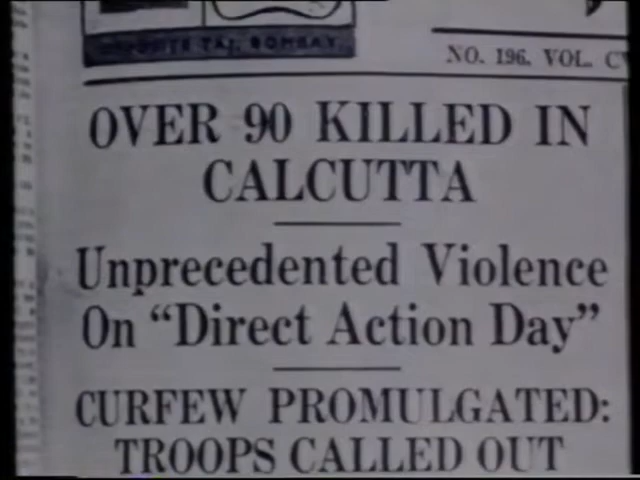 OPPOSITE TAJ, BOMBAY
NO. 196. VOL.
OVER 90 KILLED IN
CALCUTTA
Unprecedented Violence
On “Direct Action Day”
CURFEW PROMULGATED:
TROOPS CALLED OUT